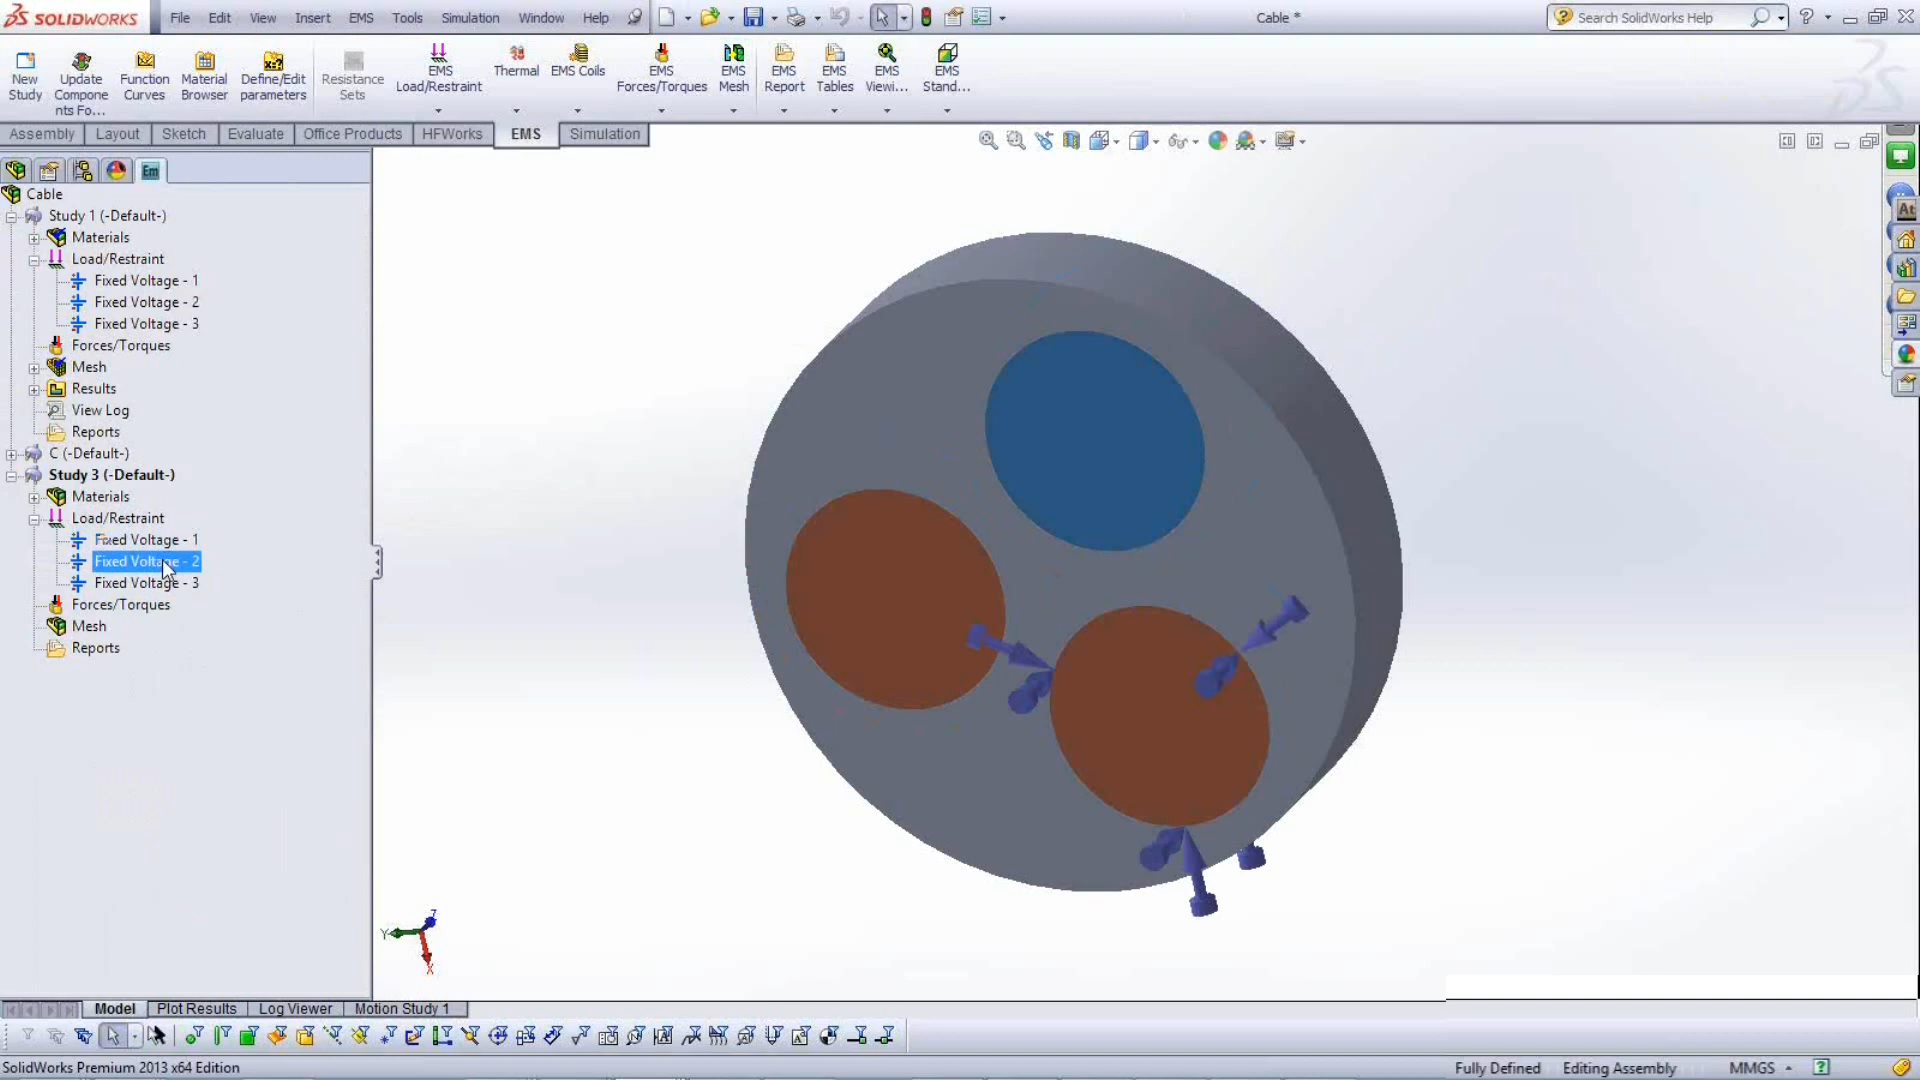 SOLIDWORKS File Edit View Insert EMS Tools Simulation Window Help Cable * Search SolidWorks Help
New Study
Update Compone nts Fo...
Function Curves
Material Browser
Define/Edit parameters
Resistance Sets
EMS Load/Restraint
Thermal
EMS Coils
EMS Forces/Torques
EMS Mesh
EMS Report
EMS Tables
EMS Viewi...
EMS Stand...
Assembly Layout Sketch Evaluate Office Products HFWorks EMS Simulation
Em
At
Cable
Study 1 (-Default-)
Materials
Load/Restraint
Fixed Voltage - 1
Fixed Voltage - 2
Fixed Voltage - 3
Forces/Torques
Mesh
Results
View Log
Reports
C (-Default-)
Study 3 (-Default-)
Materials
Load/Restraint
Fixed Voltage - 1
Fixed Voltage - 2
Fixed Voltage - 3
Forces/Torques
Mesh
Reports
Z
Y
X
Model Plot Results Log Viewer Motion Study 1
SolidWorks Premium 2013 x64 Edition Fully Defined Editing Assembly MMGS